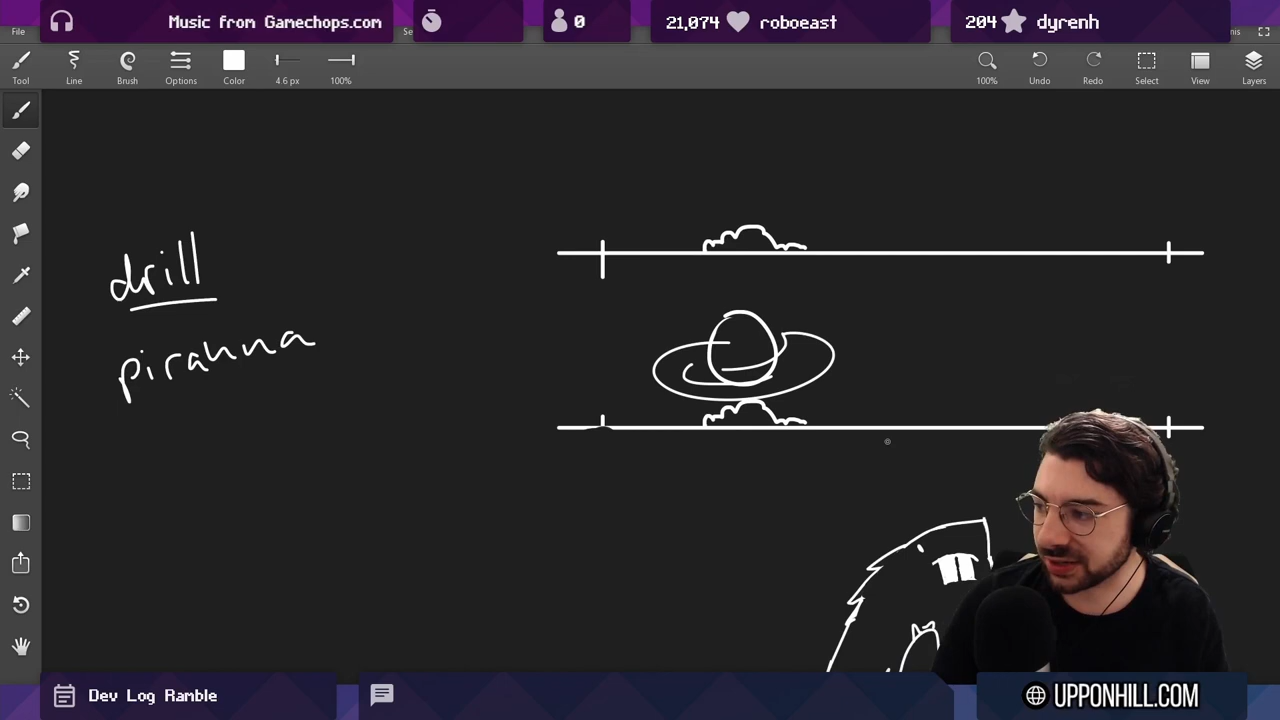 Music from Gamechops.com
0
21,074 roboeast
204 dyrenh
File
Tool
Line
Brush
Options
Color
4.6 px
100%
100%
Undo
Redo
Select
View
Layers
drill
pirahna
Dev Log Ramble
UPPONHILL.COM